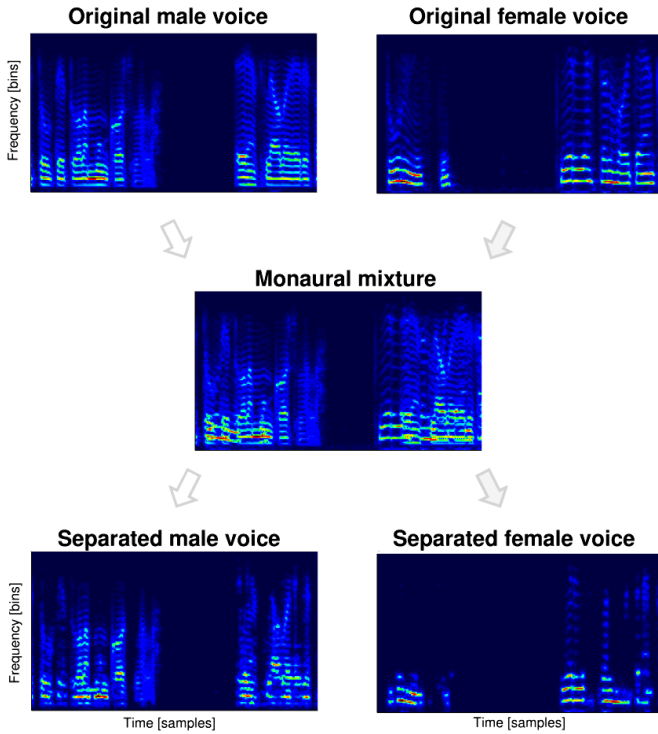 Original male voice
Original female voice
Frequency [bins]
Monaural mixture
Separated male voice
Separated female voice
Frequency [bins]
Time [samples]
Time [samples]